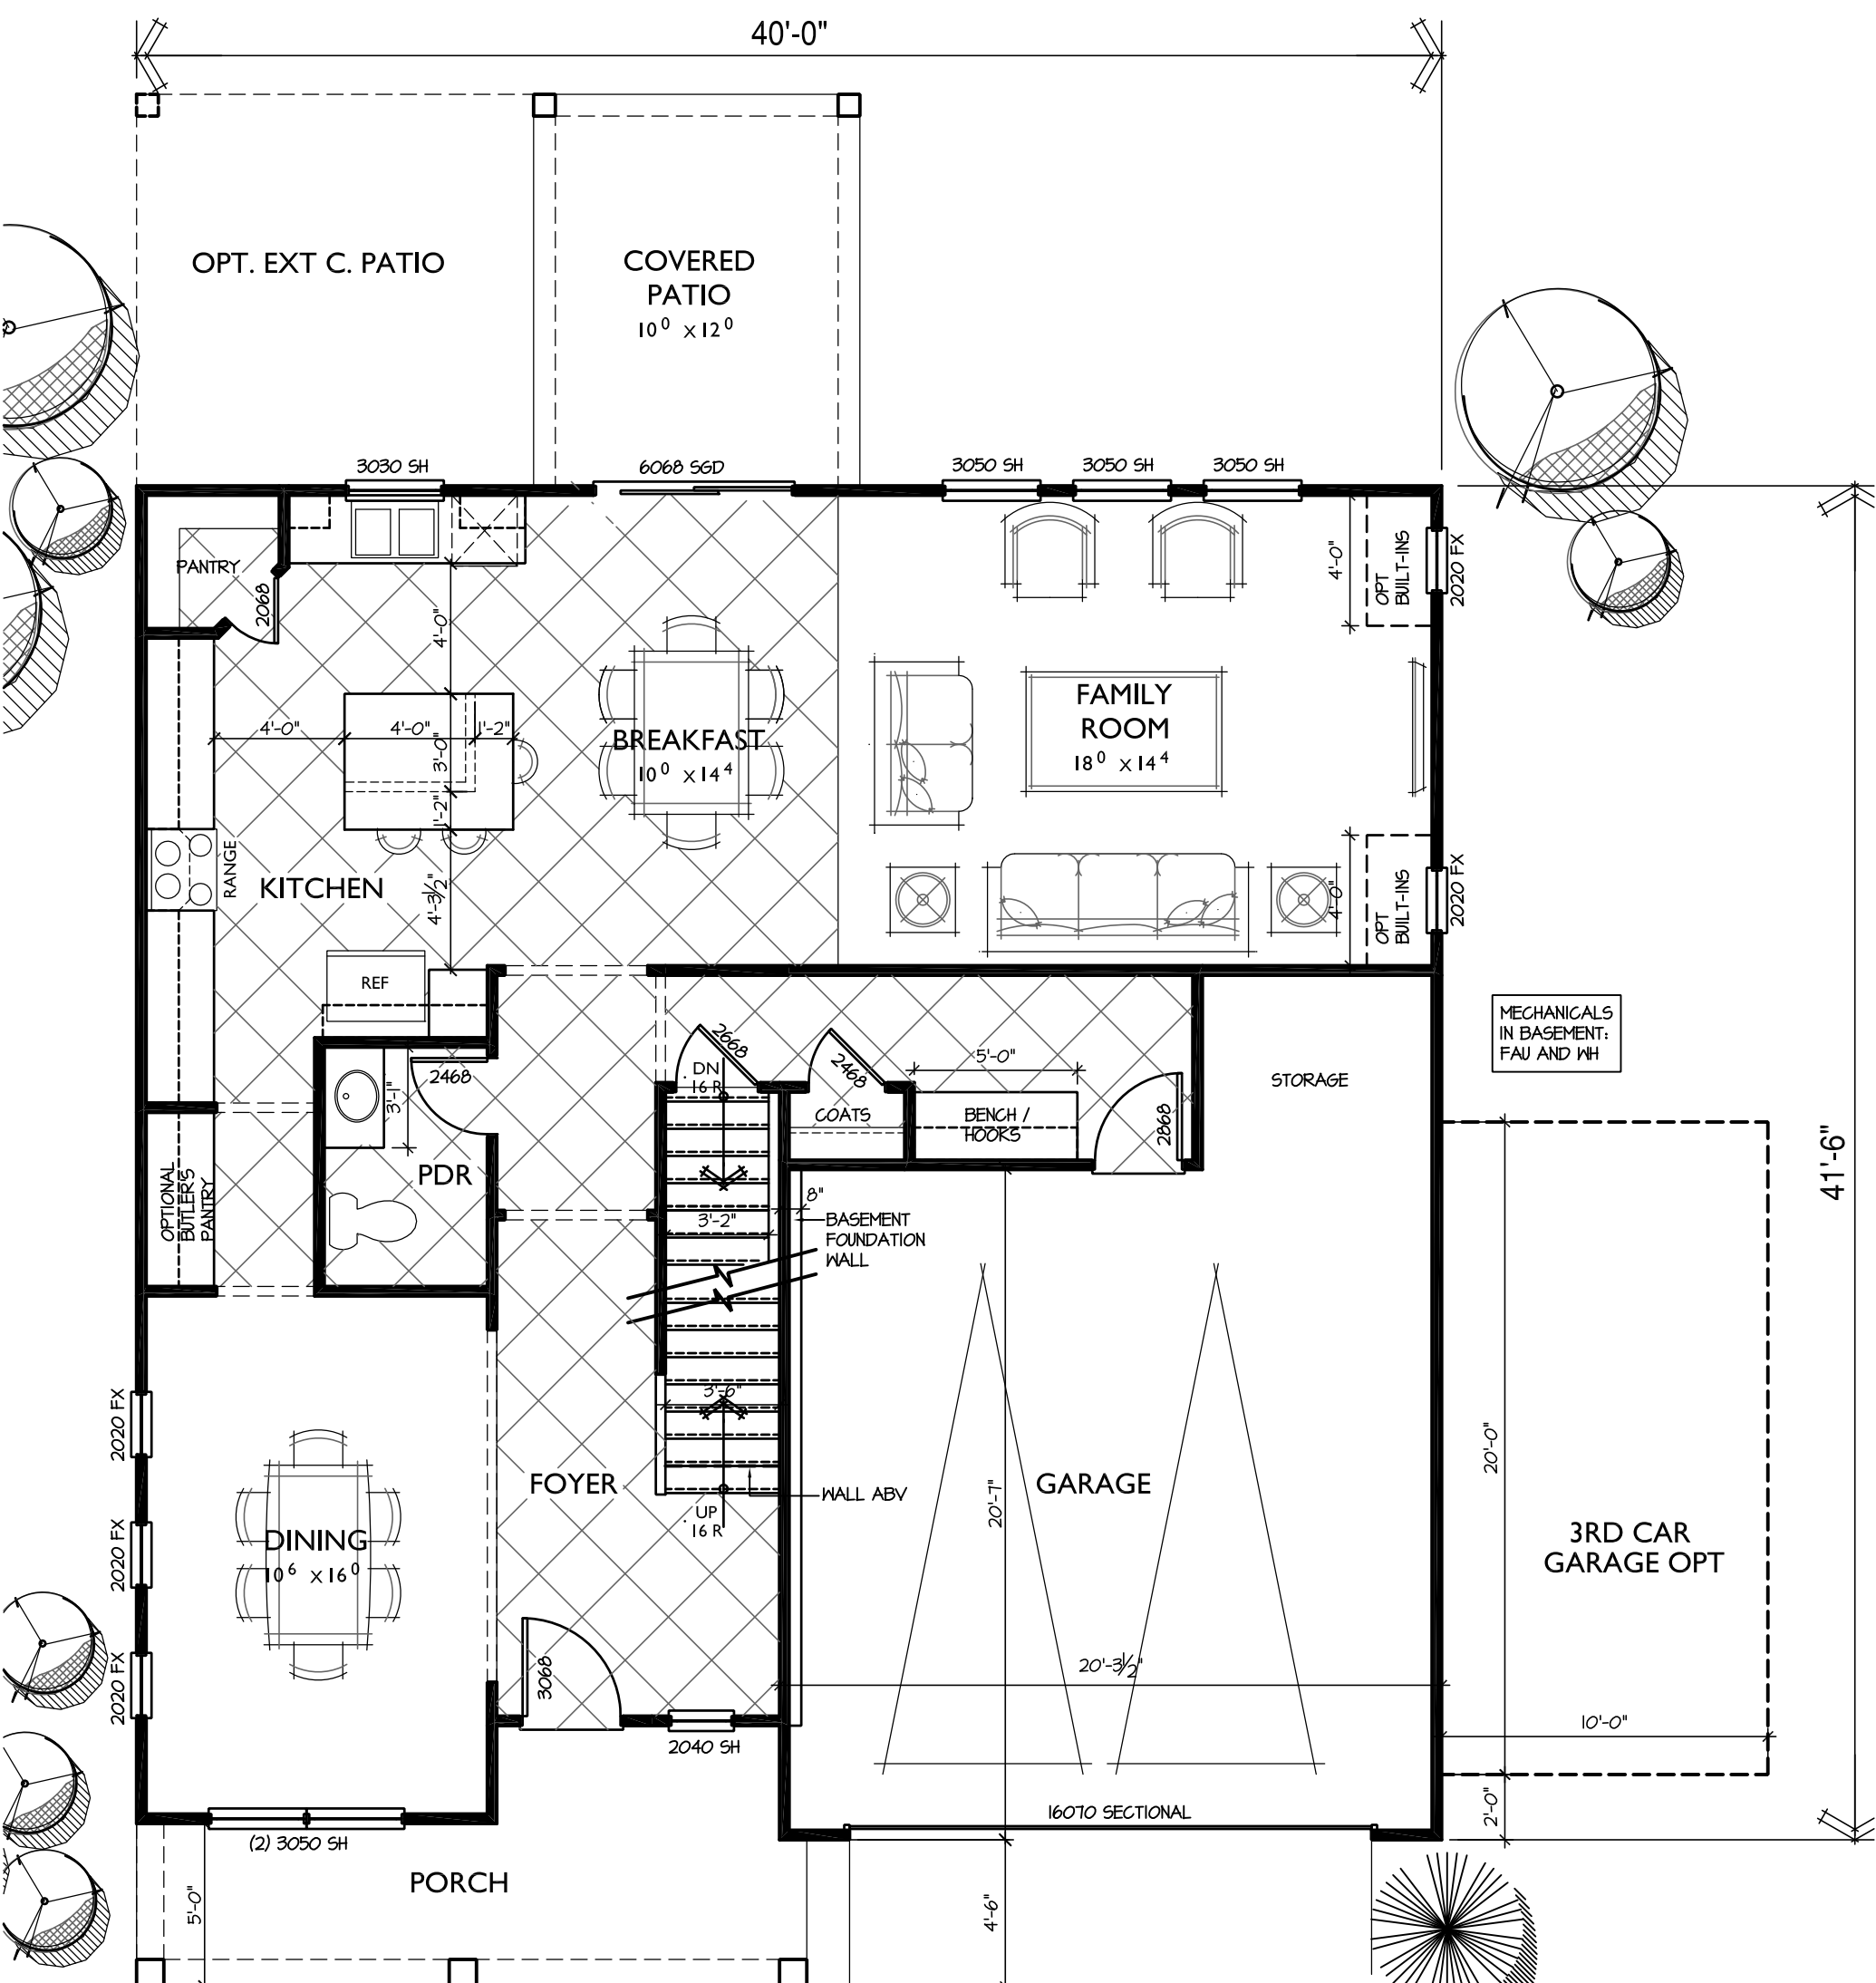 40'-0"
OPT. EXT C. PATIO
COVERED
PATIO
10⁰ x 12⁰
3030 SH
6068 SGD
3050 SH
3050 SH
3050 SH
PANTRY
2068
4'-0"
4'-0"
OPT
BUILT-INS
2020 FX
4'-0"
4'-0"
1'-2"
3'-0"
1'-2"
BREAKFAST
10⁰ x 14⁴
FAMILY
ROOM
18⁰ x 14⁴
RANGE
KITCHEN
4'-3½"
4'-0"
OPT
BUILT-INS
2020 FX
REF
MECHANICALS
IN BASEMENT:
FAU AND WH
2468
3'-1"
2668
DN
16 R
2468
5'-0"
STORAGE
COATS
BENCH /
HOOKS
2868
41'-6"
OPTIONAL
BUTLER'S
PANTRY
PDR
3'-2"
8"
BASEMENT
FOUNDATION
WALL
3'-6"
2020 FX
FOYER
WALL ABV
UP
16 R
20'-7"
GARAGE
20'-0"
2020 FX
DINING
10⁶ x 16⁰
3RD CAR
GARAGE OPT
2020 FX
3068
20'-3½"
10'-0"
2040 SH
16070 SECTIONAL
2'-0"
(2) 3050 SH
PORCH
5'-0"
4'-6"